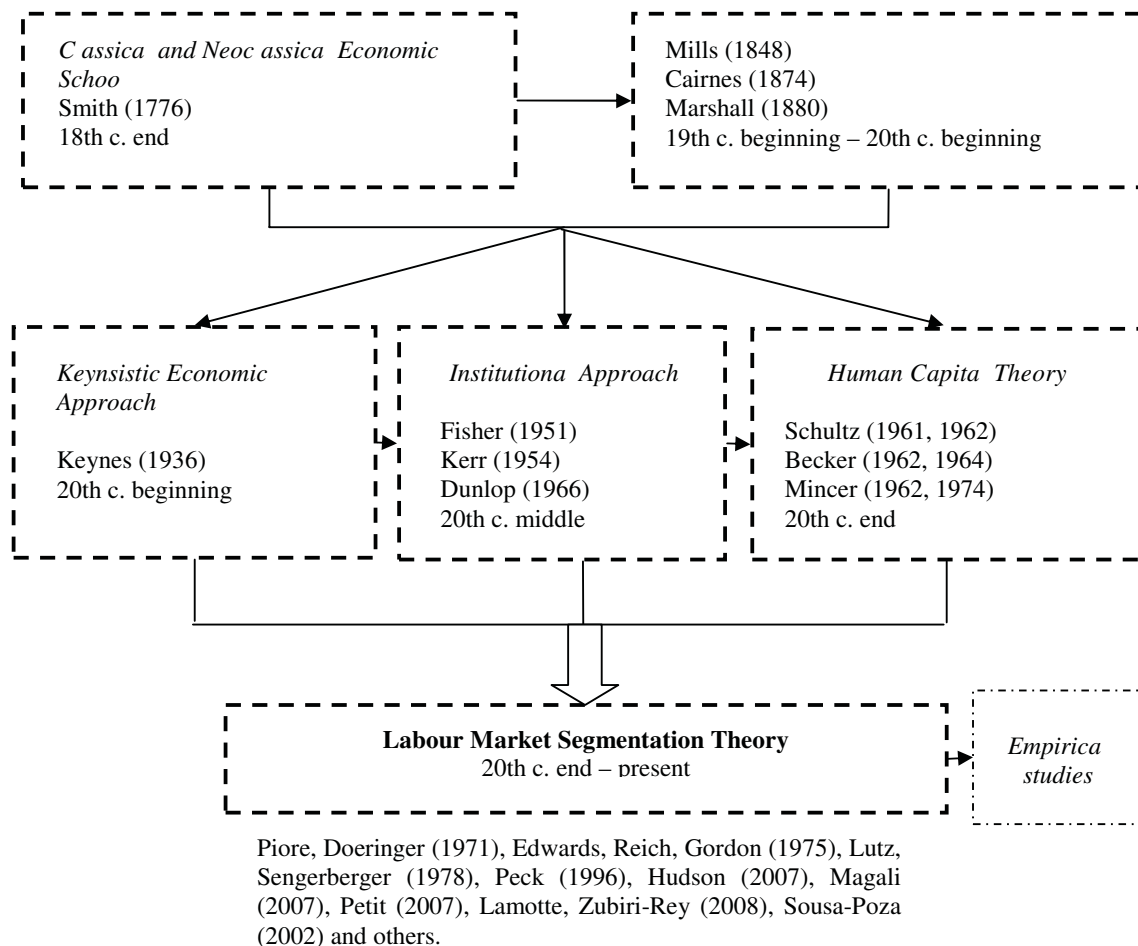 C assica and Neoc assica Economic
Schoo
Smith (1776)
18th c. end
Mills (1848)
Cairnes (1874)
Marshall (1880)
19th c. beginning – 20th c. beginning
Keynsistic Economic
Approach
Keynes (1936)
20th c. beginning
Institutiona Approach
Fisher (1951)
Kerr (1954)
Dunlop (1966)
20th c. middle
Human Capita Theory
Schultz (1961, 1962)
Becker (1962, 1964)
Mincer (1962, 1974)
20th c. end
Labour Market Segmentation Theory
20th c. end – present
Empirica
studies
Piore, Doeringer (1971), Edwards, Reich, Gordon (1975), Lutz,
Sengerberger (1978), Peck (1996), Hudson (2007), Magali
(2007), Petit (2007), Lamotte, Zubiri-Rey (2008), Sousa-Poza
(2002) and others.